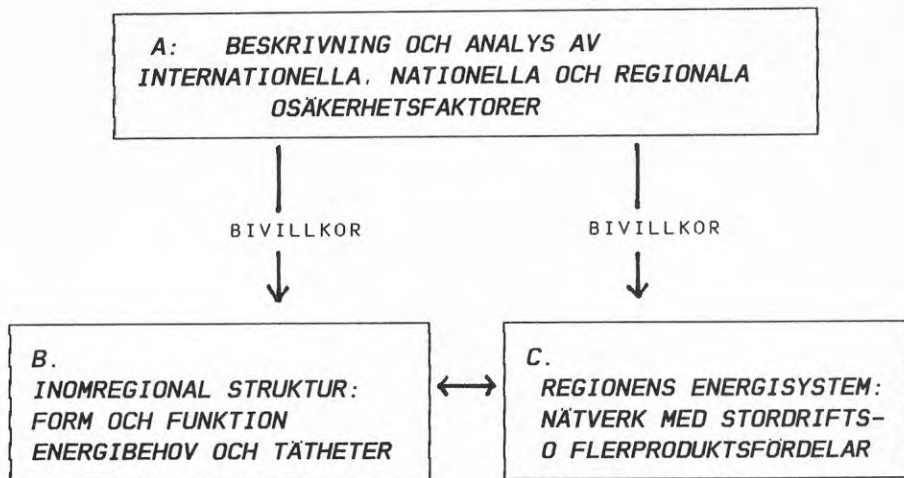 A: BESKRIVNING OCH ANALYS AV
INTERNATIONELLA, NATIONELLA OCH REGIONALA
OSÄKERHETSFAKTORER
BIVILLKOR
BIVILLKOR
B.
INOMREGIONAL STRUKTUR:
FORM OCH FUNKTION
ENERGIBEHOV OCH TÄTHETER
C.
REGIONENS ENERGISYSTEM:
NÄTVERK MED STORDRIFTS-
O FLERPRODUKTSFÖRDELAR